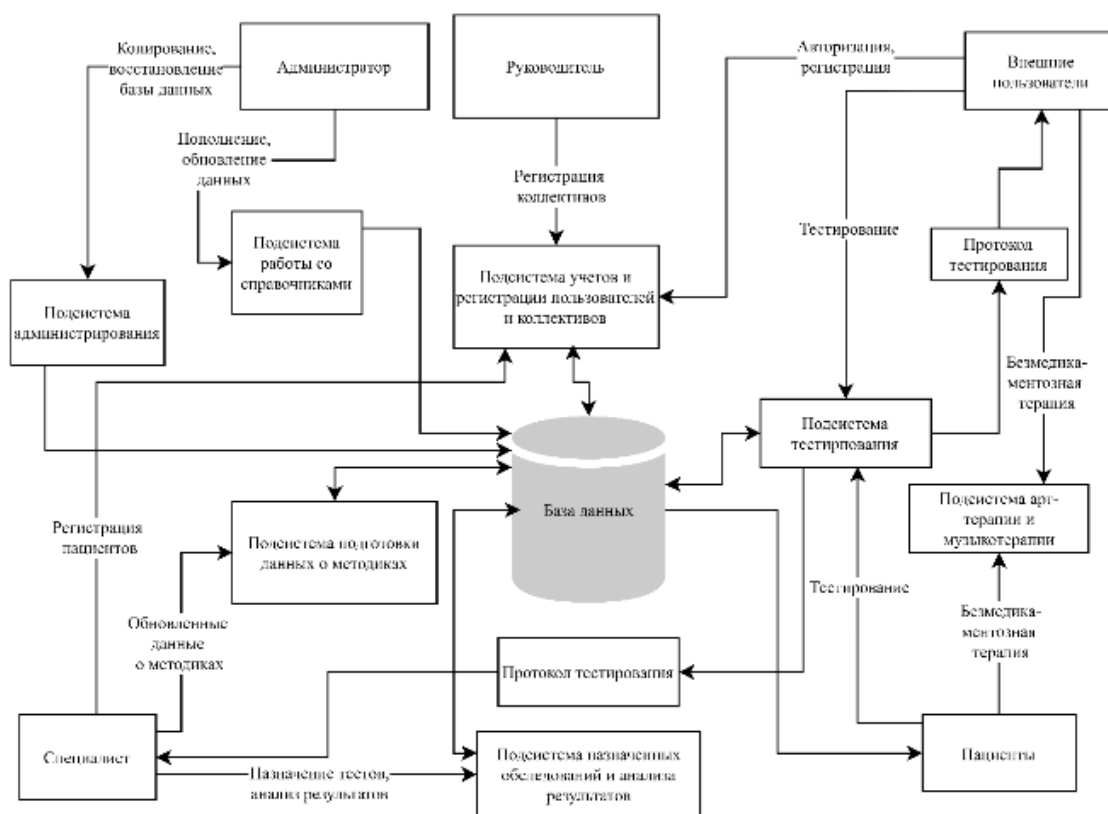 Копирование,
восстановление
базы данных
Администратор
Руководитель
Авторизация,
регистрация
Внешние
пользователи
Пополнение,
обновление
данных
Регистрация
коллективов
Подсистема
работы со
справочниками
Тестирование
Протокол
тестирования
Подсистема учетов и
регистрации пользователей
и коллективов
Подсистема
администрирования
Безмедика-
ментозная
терапия
Подсистема
тестирпования
База данных
Подсистема арт-
терапии и
музыкотерапии
Регистрация
пациентов
Подсистема подготовки
данных о методиках
Тестирование
Безмедика-
ментозная
терапия
Обновленные
данные
о методиках
Протокол тестирования
Специалист
Назначение тестов,
анализ результатов
Подсистема назначенных
обследований и анализа
результатов
Пациенты